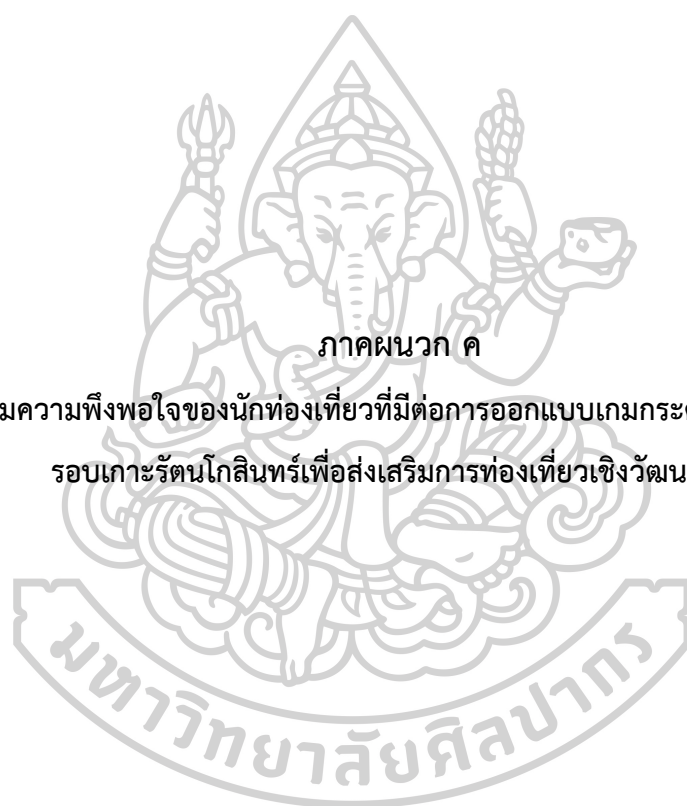 ภาคผนวก ค
มความพึงพอใจของนักท่องเที่ยวที่มีต่อการออกแบบเกมกระด
รอบเกาะรัตนโกสินทร์เพื่อส่งเสริมการท่องเที่ยวเชิงวัฒน
มหาวิทยาลัยศิลปากร